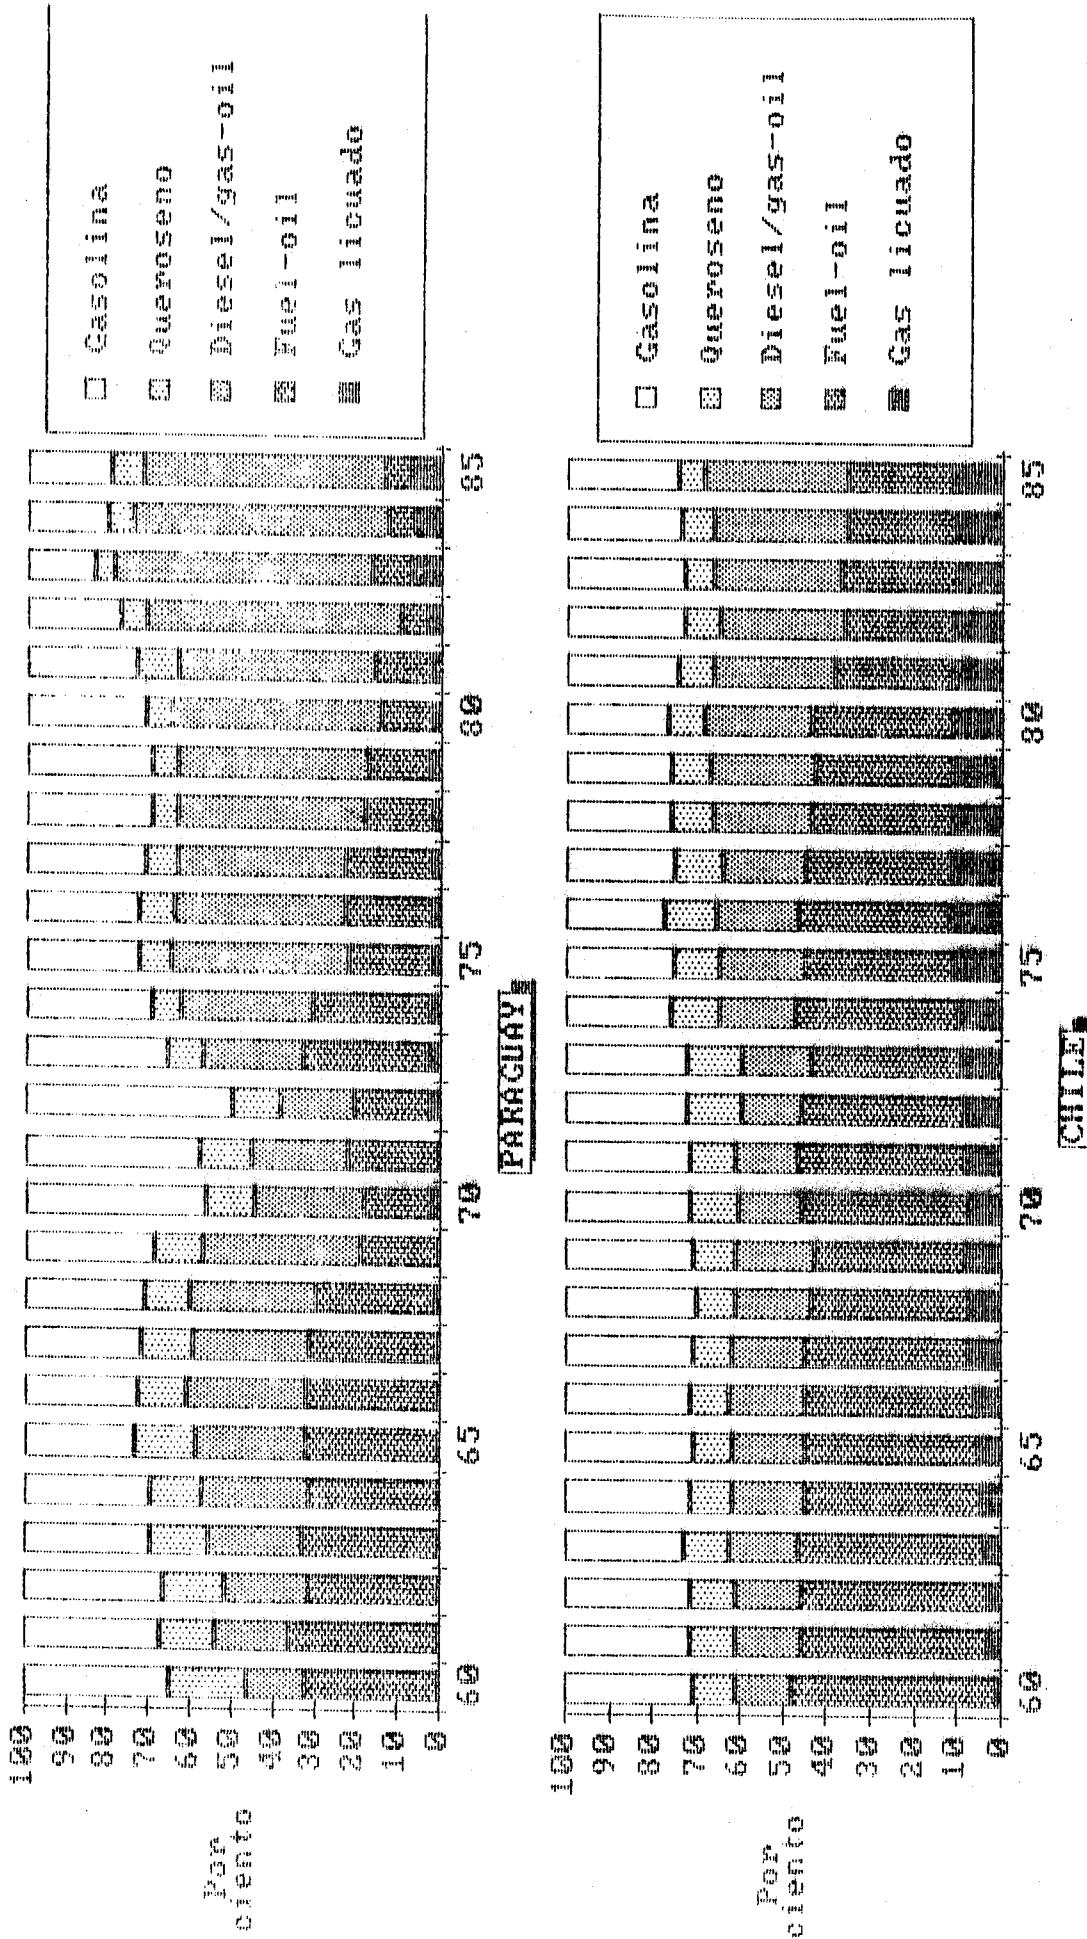 Por
ciento
100
90
80
70
60
50
40
30
20
10
0
60
65
70
75
80
85
PARAGUAY
Gasolina
Queroseno
Diesel/gas-oil
Fuel-oil
Gas licuado
Por
ciento
100
90
80
70
60
50
40
30
20
10
0
60
65
70
75
80
85
CHILE
Gasolina
Queroseno
Diesel/gas-oil
Fuel-oil
Gas licuado